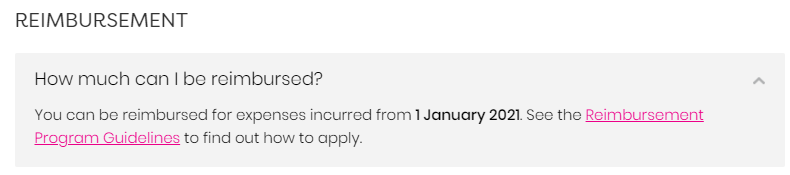 REIMBURSEMENT
How much can I be reimbursed?
You can be reimbursed for expenses incurred from 1 January 2021. See the Reimbursement
Program Guidelines to find out how to apply.